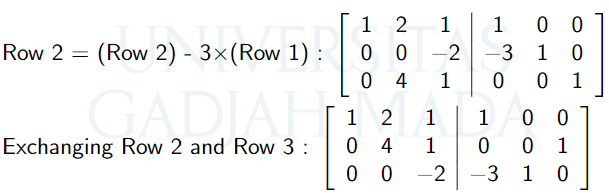 UNIVERSITAS
GADJAH MADA
Row 2 = (Row 2) - 3×(Row 1) :
1 2 1 | 1 0 0
0 0 −2 | −3 1 0
0 4 1 | 0 0 1
Exchanging Row 2 and Row 3 :
1 2 1 | 1 0 0
0 4 1 | 0 0 1
0 0 −2 | −3 1 0